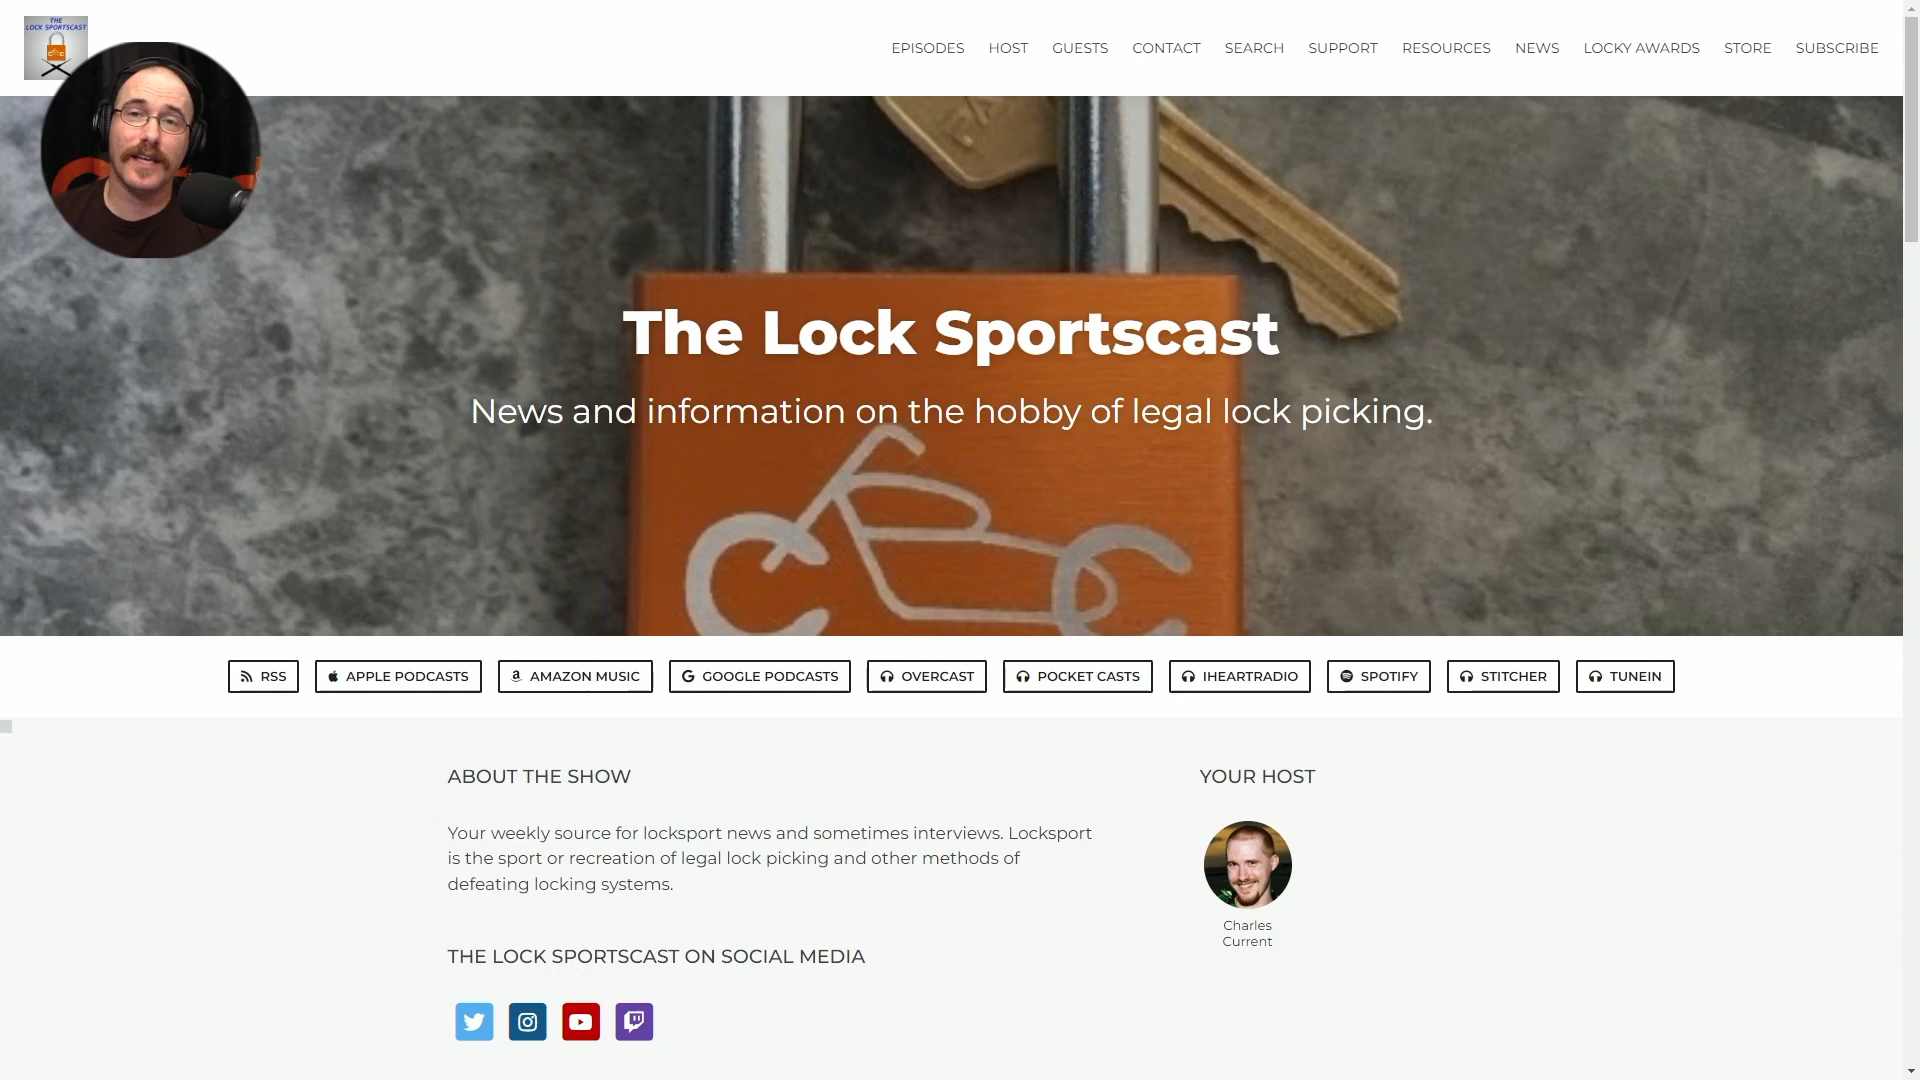 THE
LOCK SPORTSCAST
EPISODES HOST GUESTS CONTACT SEARCH SUPPORT RESOURCES NEWS LOCKY AWARDS STORE SUBSCRIBE
The Lock Sportscast
News and information on the hobby of legal lock picking.
RSS APPLE PODCASTS AMAZON MUSIC GOOGLE PODCASTS OVERCAST POCKET CASTS IHEARTRADIO SPOTIFY STITCHER TUNEIN
ABOUT THE SHOW
Your weekly source for locksport news and sometimes interviews. Locksport
is the sport or recreation of legal lock picking and other methods of
defeating locking systems.
THE LOCK SPORTSCAST ON SOCIAL MEDIA
YOUR HOST
Charles
Current